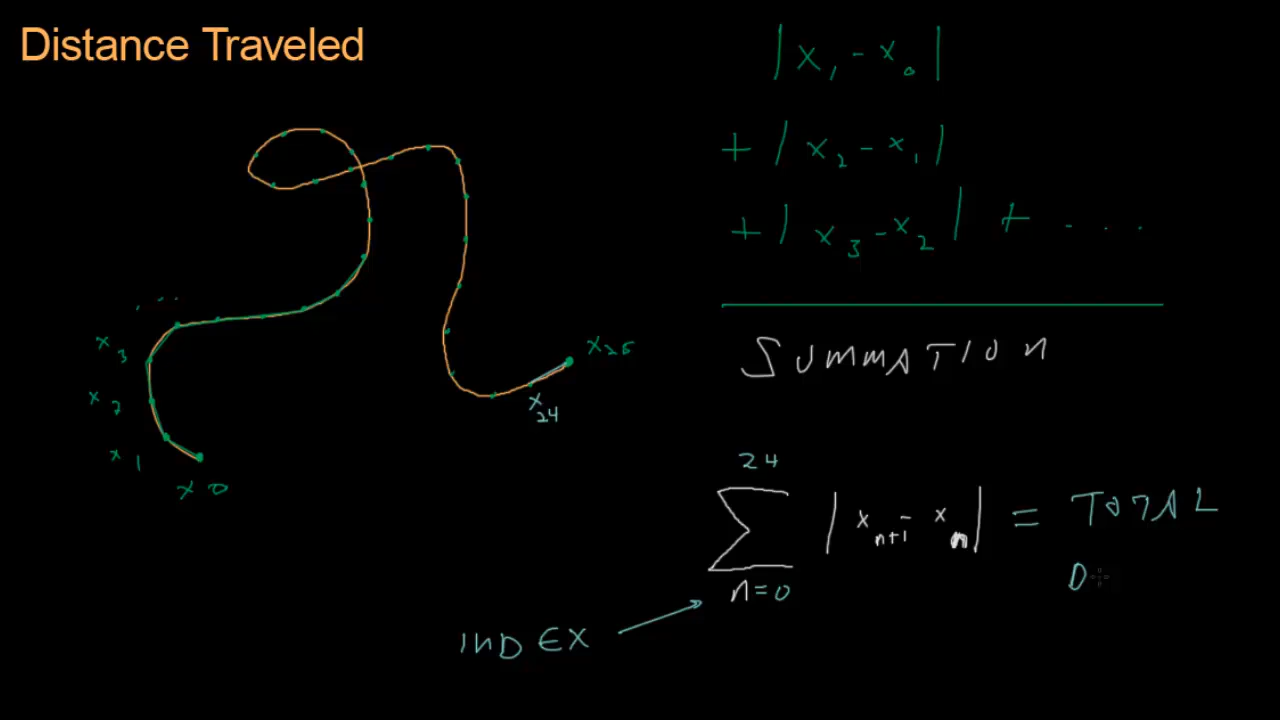 Distance Traveled
|x₁ - x₀|
+ |x₂ - x₁|
+ |x₃ - x₂| + ....
SUMMATION
...
x₃
x₂
x₁
x₀
x₂₅
x₂₄
24
∑ |xₙ₊₁ - xₙ| = TOTAL
n=0
D
INDEX